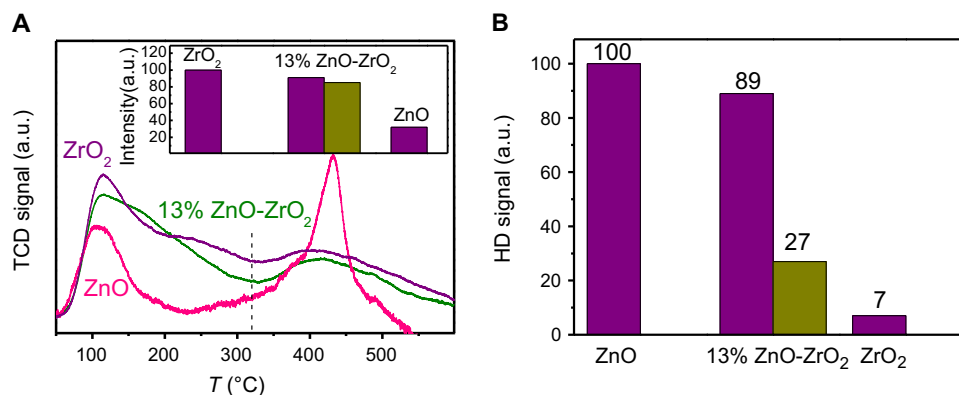 A
TCD signal (a.u.)
ZrO₂
13% ZnO-ZrO₂
ZnO
100 200 300 400 500
T (°C)
Intensity(a.u.)
120
100
80
60
40
20
ZrO₂
13% ZnO-ZrO₂
ZnO
B
HD signal (a.u.)
100
80
60
40
20
0
100
89
27
7
ZnO 13% ZnO-ZrO₂ ZrO₂